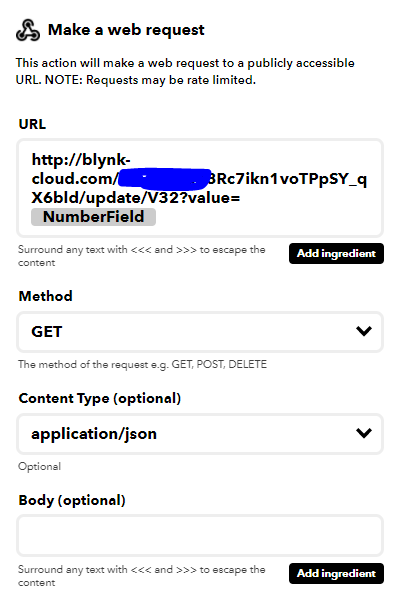 Make a web request
This action will make a web request to a publicly accessible
URL. NOTE: Requests may be rate limited.
URL
http://blynk-
cloud.com/ 3Rc7ikn1voTPpSY_q
X6bld/update/V32?value=
NumberField
Surround any text with <<< and >>> to escape the
content
Add ingredient
Method
GET
The method of the request e.g. GET, POST, DELETE
Content Type (optional)
application/json
Optional
Body (optional)
Surround any text with <<< and >>> to escape the
content
Add ingredient